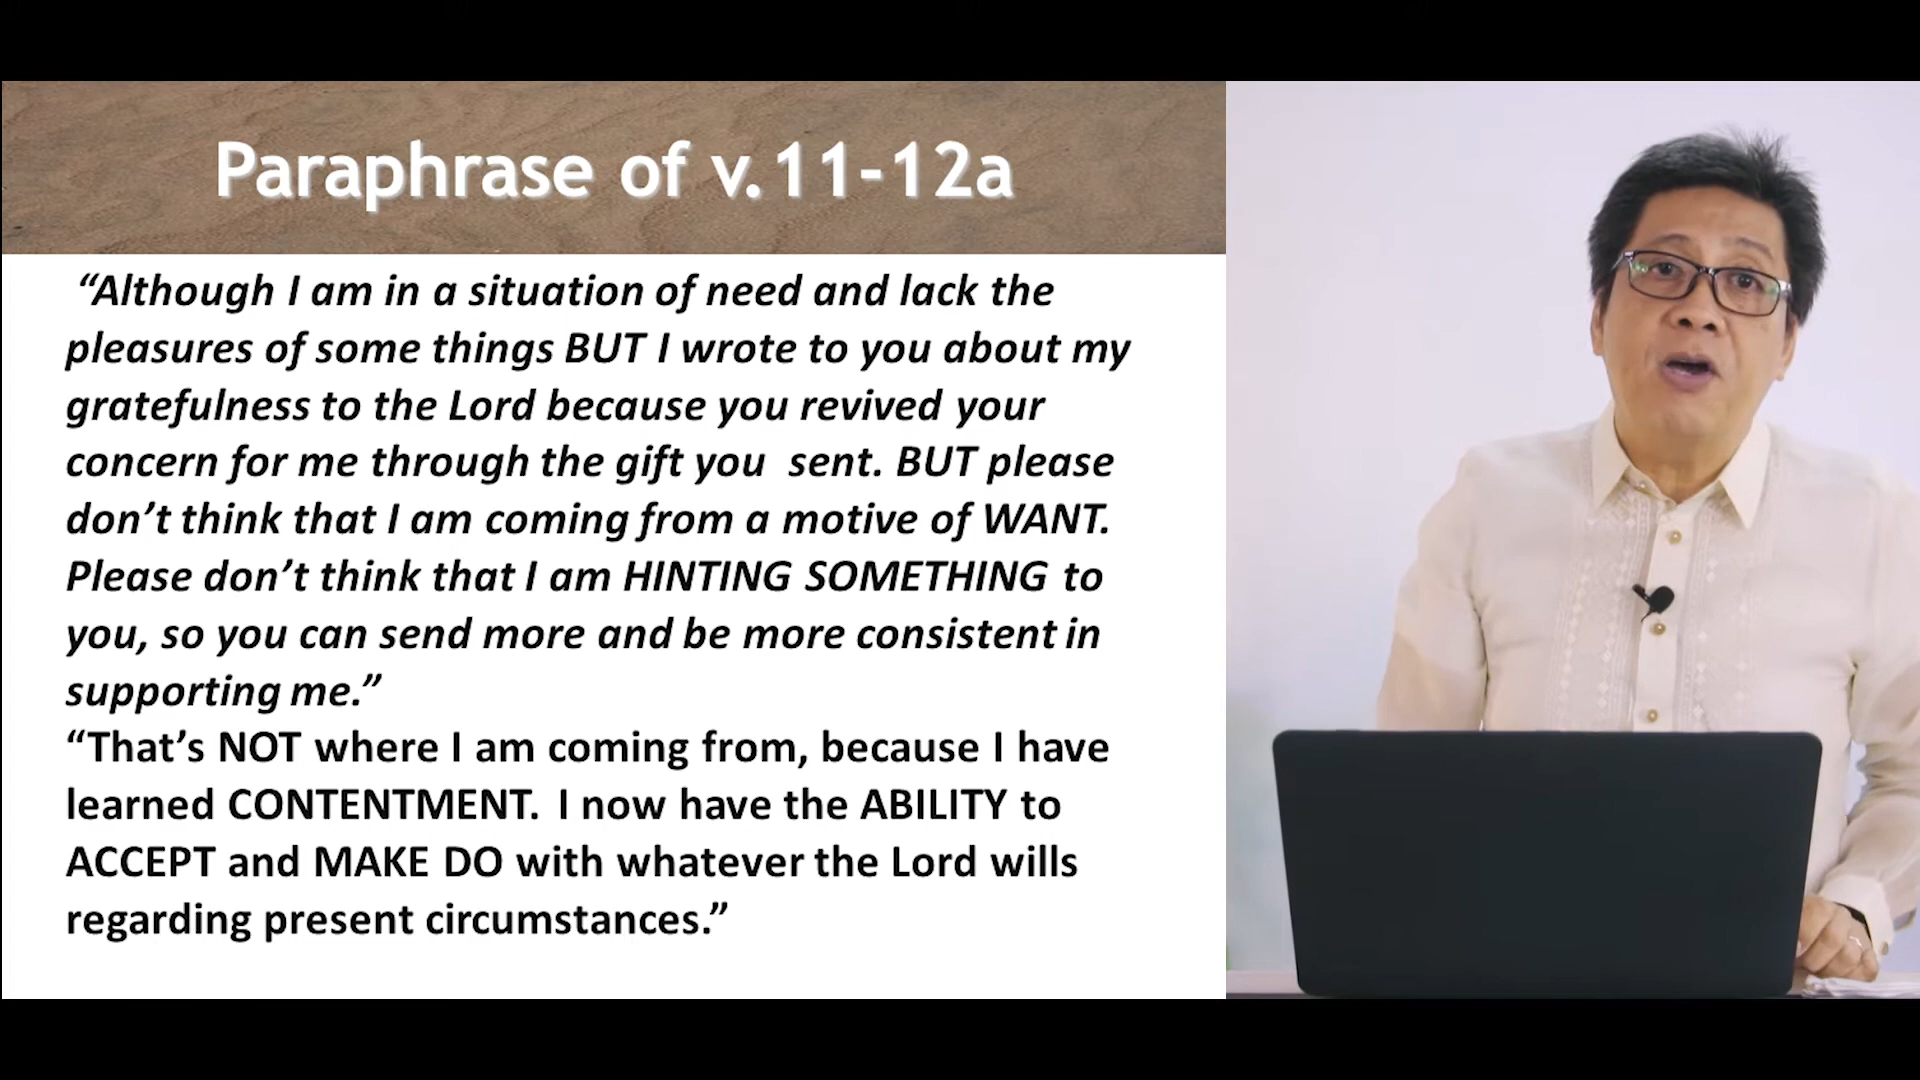 Paraphrase of v.11-12a
“Although I am in a situation of need and lack the
pleasures of some things BUT I wrote to you about my
gratefulness to the Lord because you revived your
concern for me through the gift you sent. BUT please
don’t think that I am coming from a motive of WANT.
Please don’t think that I am HINTING SOMETHING to
you, so you can send more and be more consistent in
supporting me.”
“That’s NOT where I am coming from, because I have
learned CONTENTMENT. I now have the ABILITY to
ACCEPT and MAKE DO with whatever the Lord wills
regarding present circumstances.”